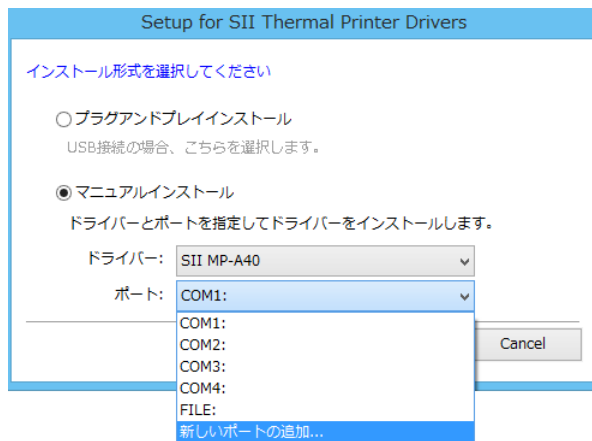 Setup for SII Thermal Printer Drivers
インストール形式を選択してください
プラグアンドプレイインストール
USB接続の場合、こちらを選択します。
マニュアルインストール
ドライバーとポートを指定してドライバーをインストールします。
ドライバー: SII MP-A40
ポート: COM1:
COM1:
COM2:
COM3:
COM4:
FILE:
新しいポートの追加...
Cancel